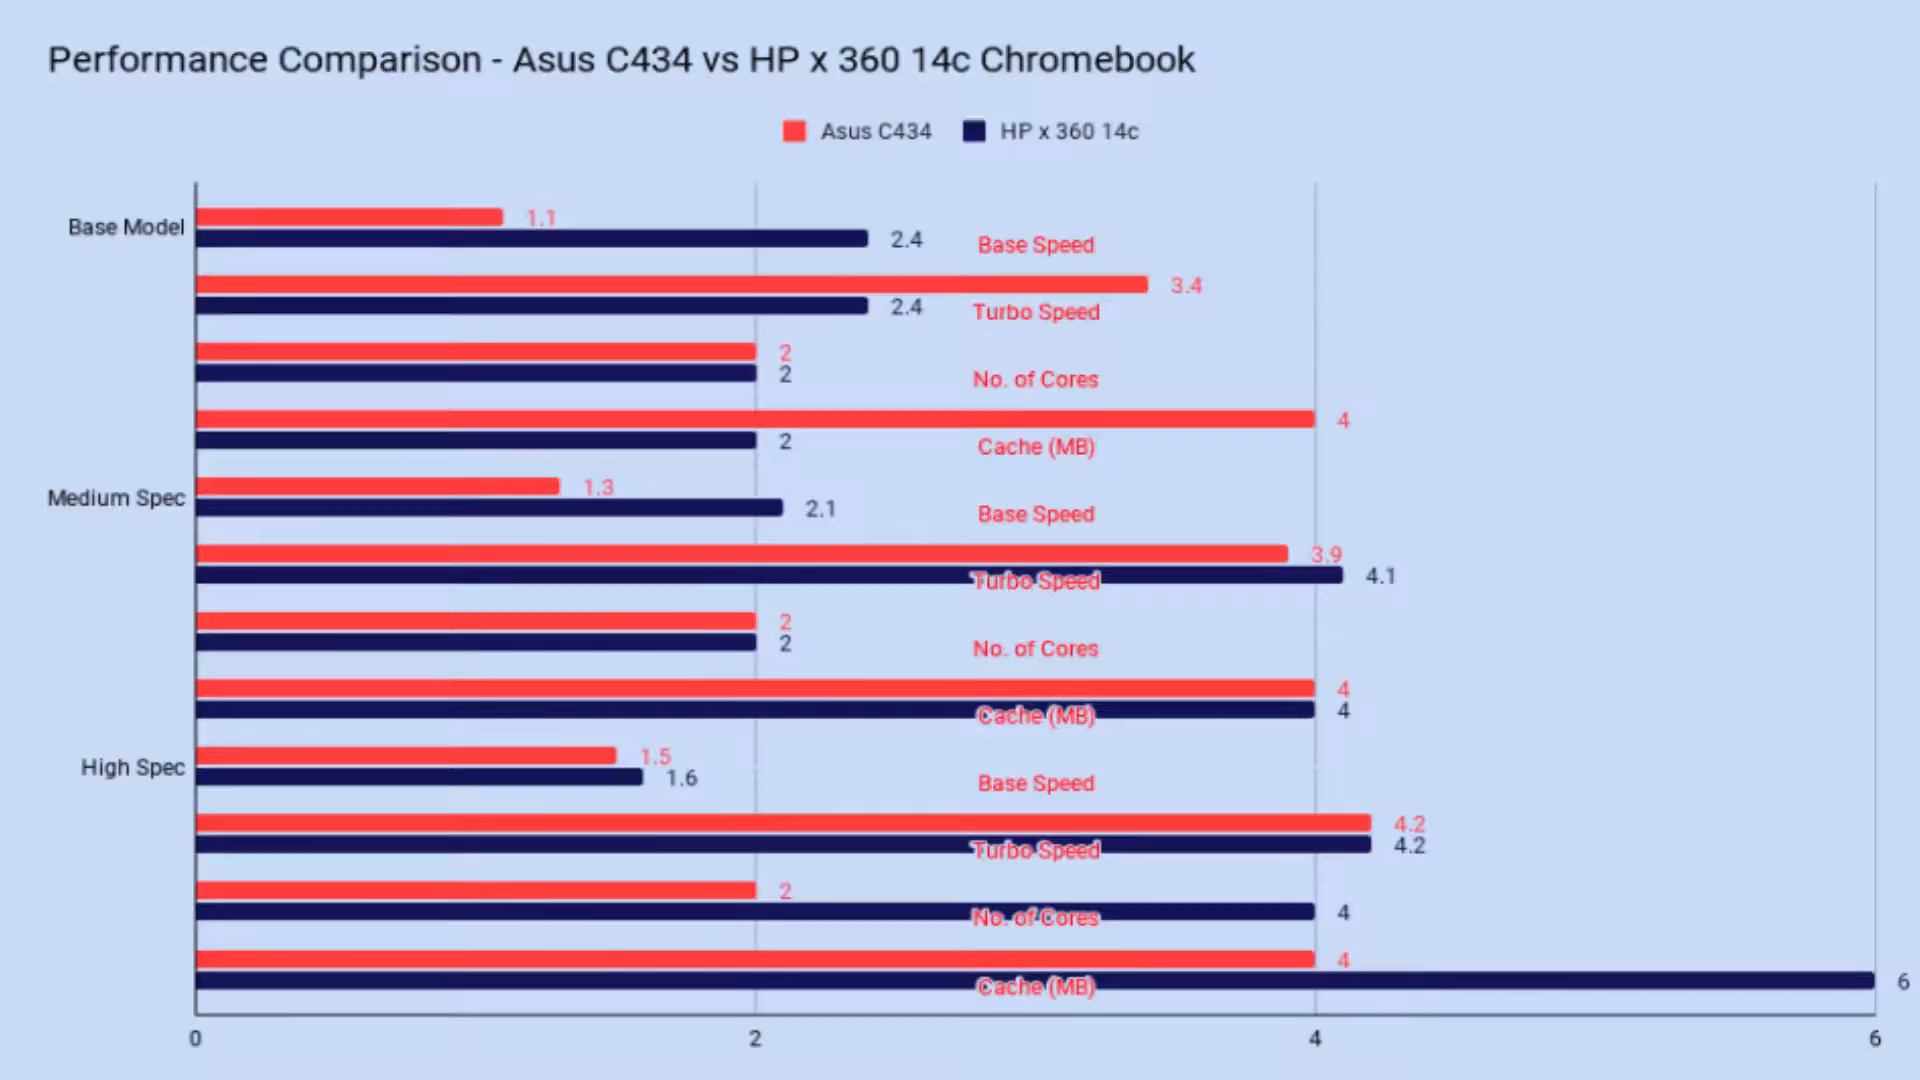 Performance Comparison - Asus C434 vs HP x 360 14c Chromebook
Asus C434 HP x 360 14c
Base Model
1.1
2.4
Base Speed
3.4
2.4
Turbo Speed
2
2
No. of Cores
4
2
Cache (MB)
Medium Spec
1.3
2.1
Base Speed
3.9
4.1
Turbo Speed
2
2
No. of Cores
4
4
Cache (MB)
High Spec
1.5
1.6
Base Speed
4.2
4.2
Turbo Speed
2
4
No. of Cores
4
6
Cache (MB)
0 2 4 6